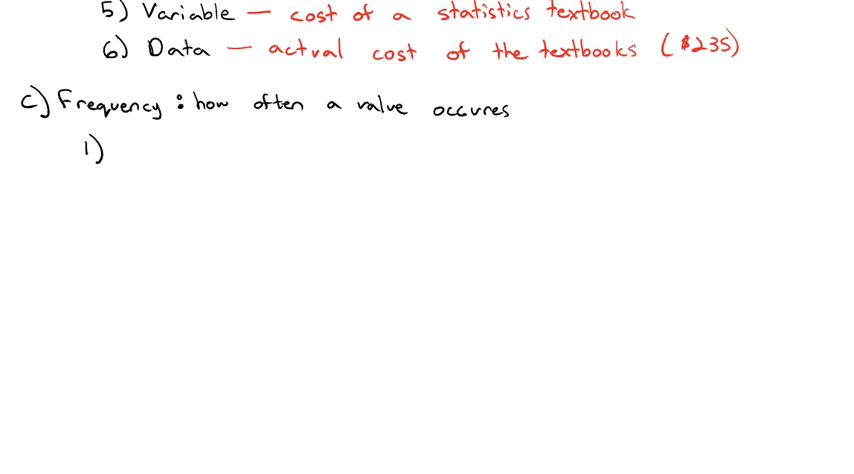 5) Variable — cost of a statistics textbook
6) Data — actual cost of the textbooks ($235)
C) Frequency : how often a value occures
1)